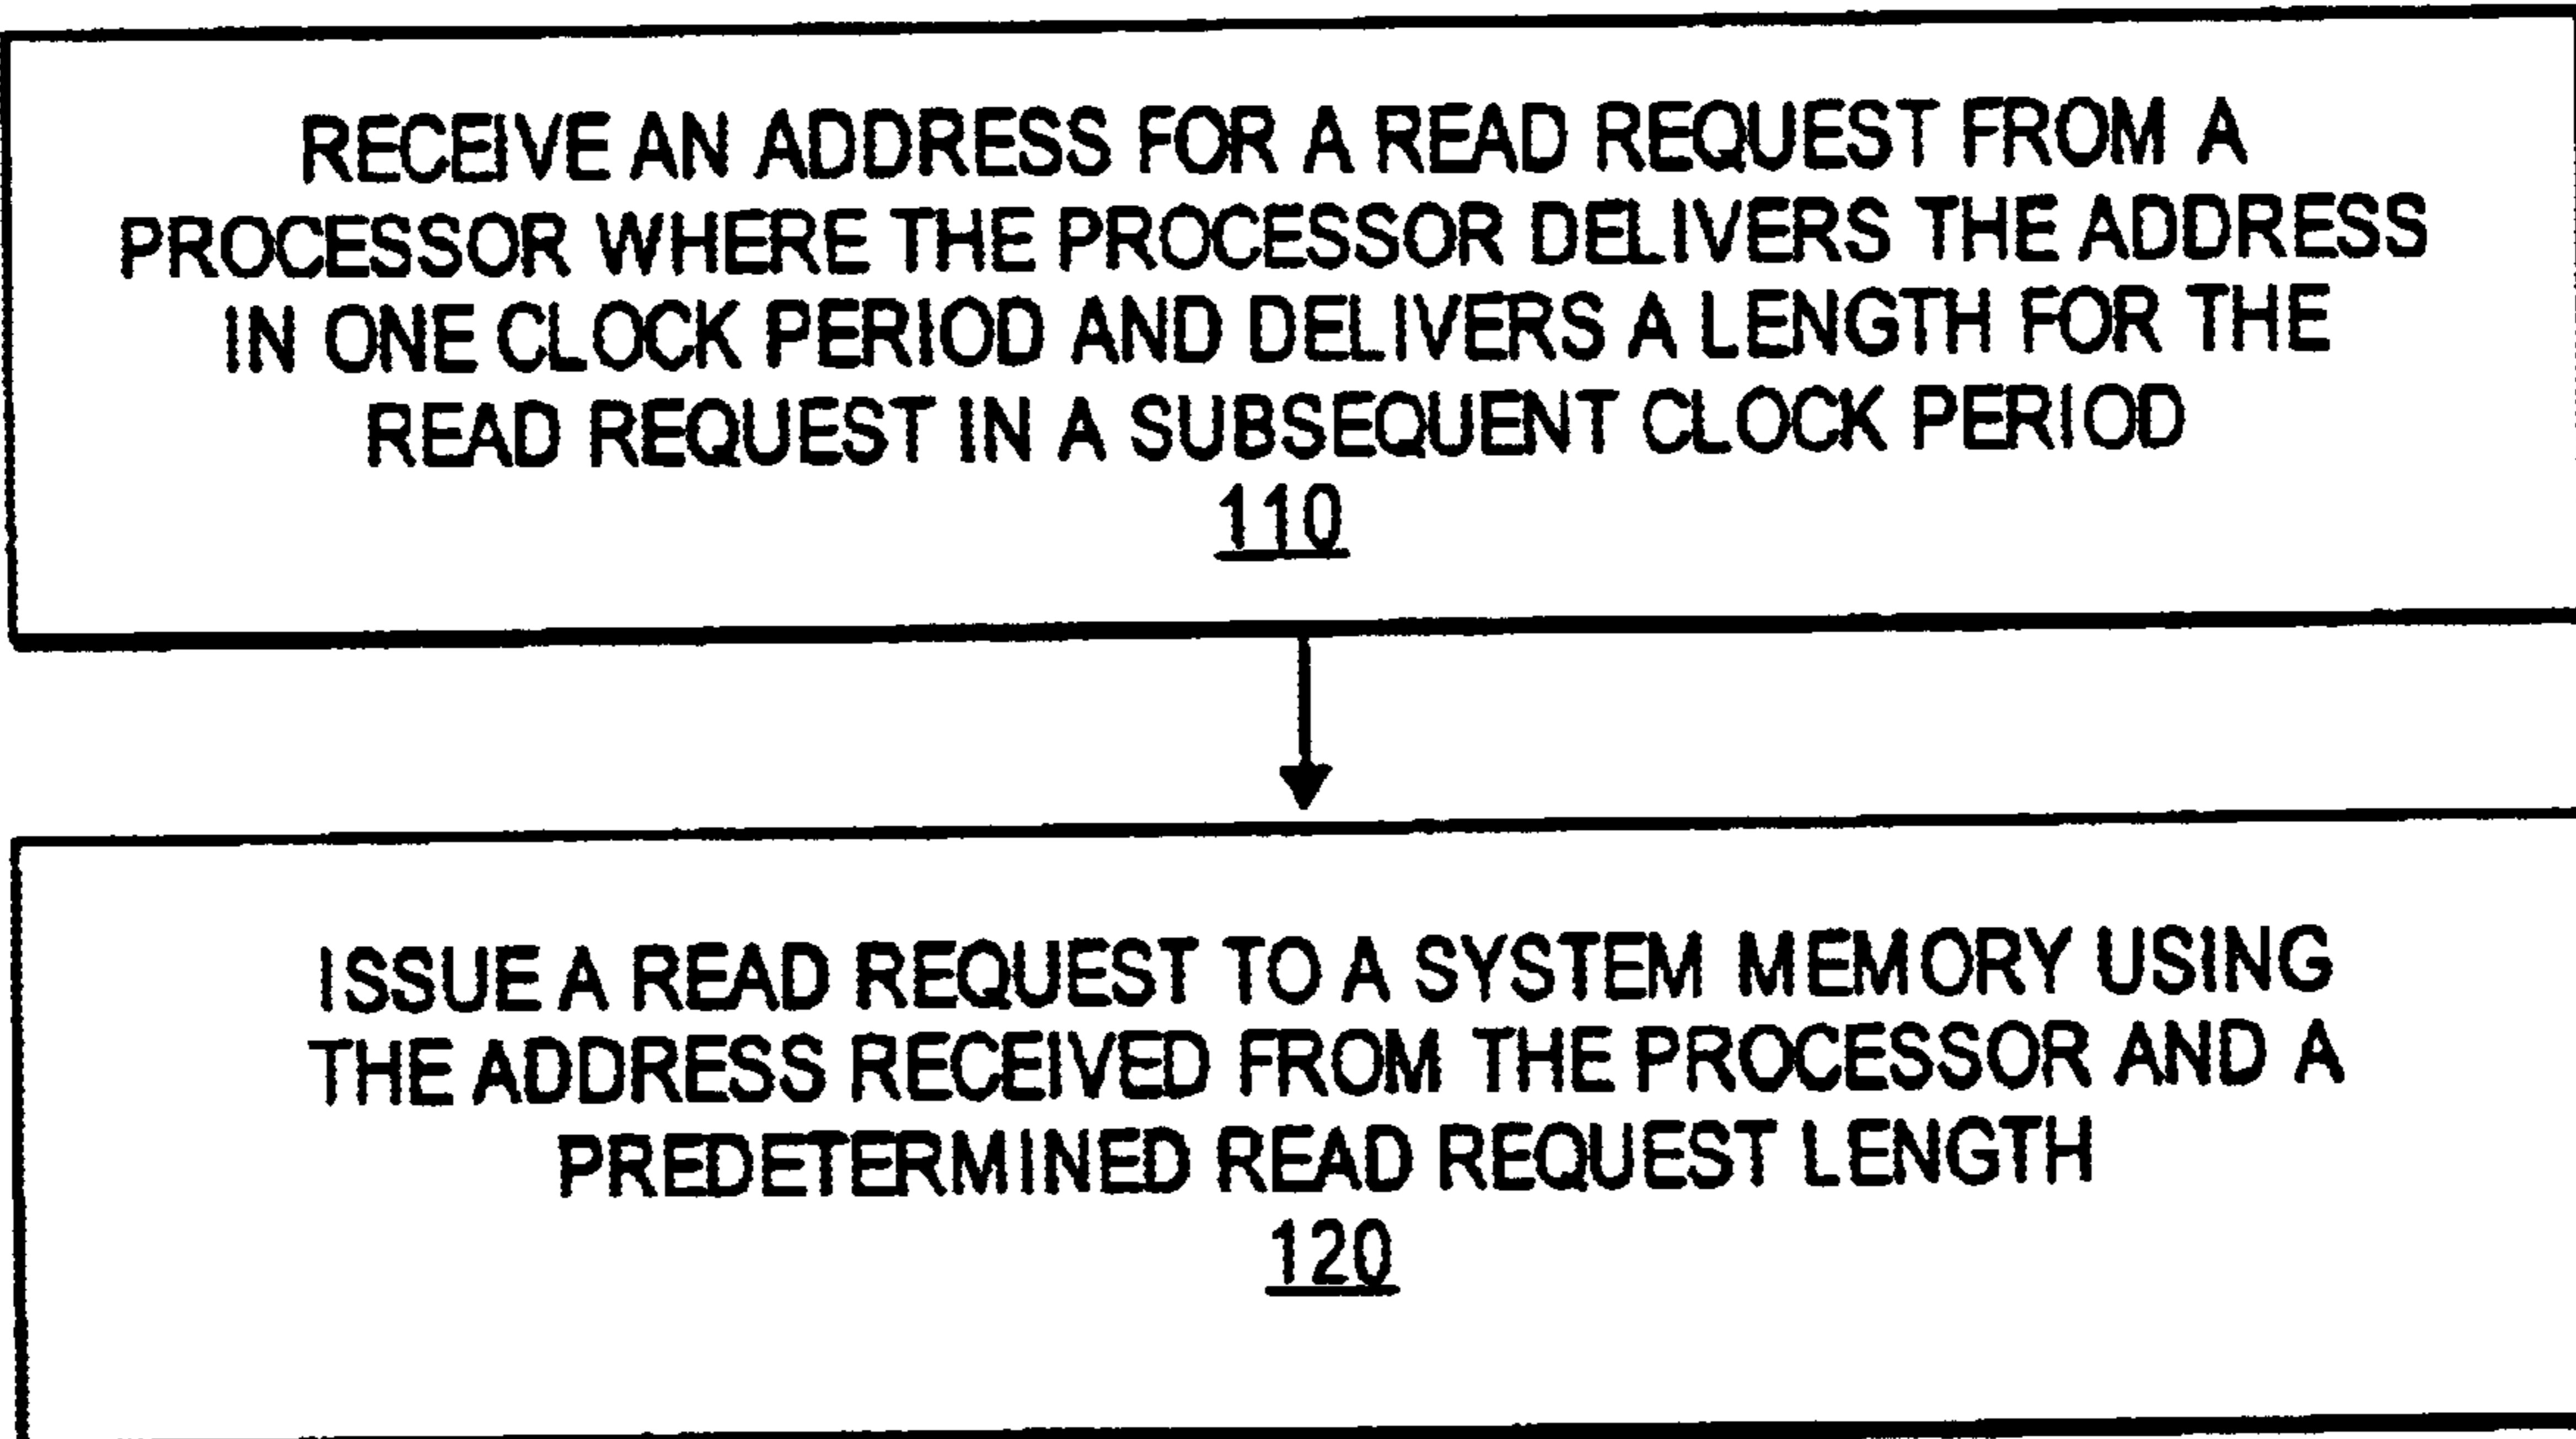 RECEIVE AN ADDRESS FOR A READ REQUEST FROM A
PROCESSOR WHERE THE PROCESSOR DELIVERS THE ADDRESS
IN ONE CLOCK PERIOD AND DELIVERS A LENGTH FOR THE
READ REQUEST IN A SUBSEQUENT CLOCK PERIOD
110
ISSUE A READ REQUEST TO A SYSTEM MEMORY USING
THE ADDRESS RECEIVED FROM THE PROCESSOR AND A
PREDETERMINED READ REQUEST LENGTH
120